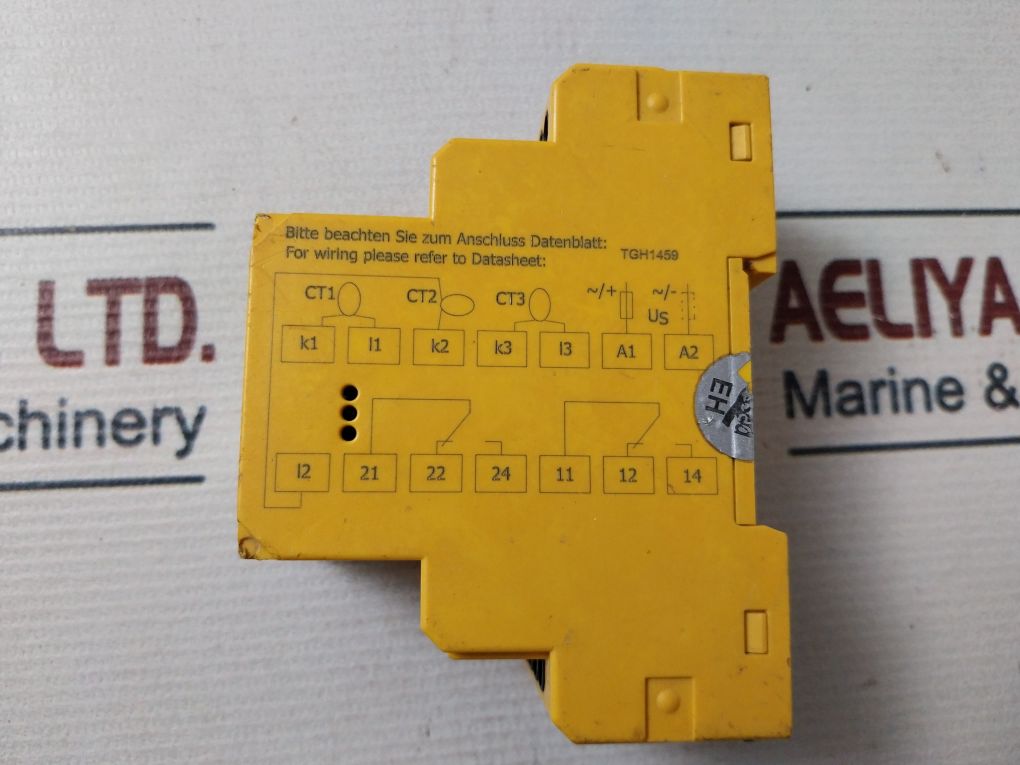 Bitte beachten Sie zum Anschluss Datenblatt:
For wiring please refer to Datasheet: TGH1459
CT1 CT2 CT3 ~/+ ~/-
US
k1 l1 k2 k3 l3 A1 A2
l2 21 22 24 11 12 14
EH
LTD.
chinery
AELIYA
Marine &